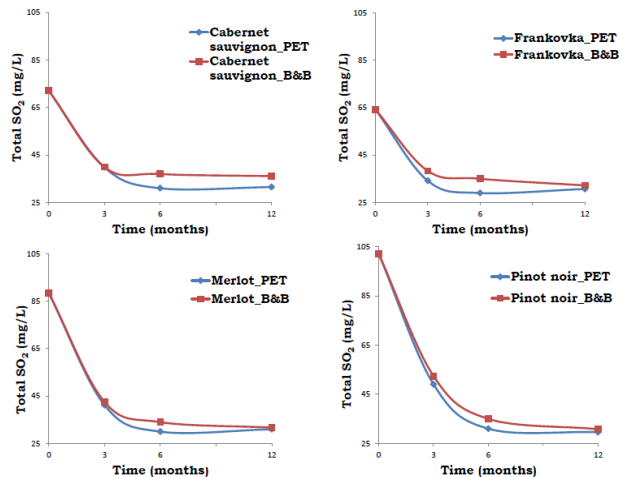 105
85
65
45
25
Total SO2 (mg/L)
Cabernet
sauvignon_PET
Cabernet
sauvignon_B&B
0 3 6 12
Time (months)
105
85
65
45
25
Total SO2 (mg/L)
Frankovka_PET
Frankovka_B&B
0 3 6 12
Time (months)
105
85
65
45
25
Total SO2 (mg/L)
Merlot_PET
Merlot_B&B
0 3 6 12
Time (months)
105
85
65
45
25
Total SO2 (mg/L)
Pinot noir_PET
Pinot noir_B&B
0 3 6 12
Time (months)